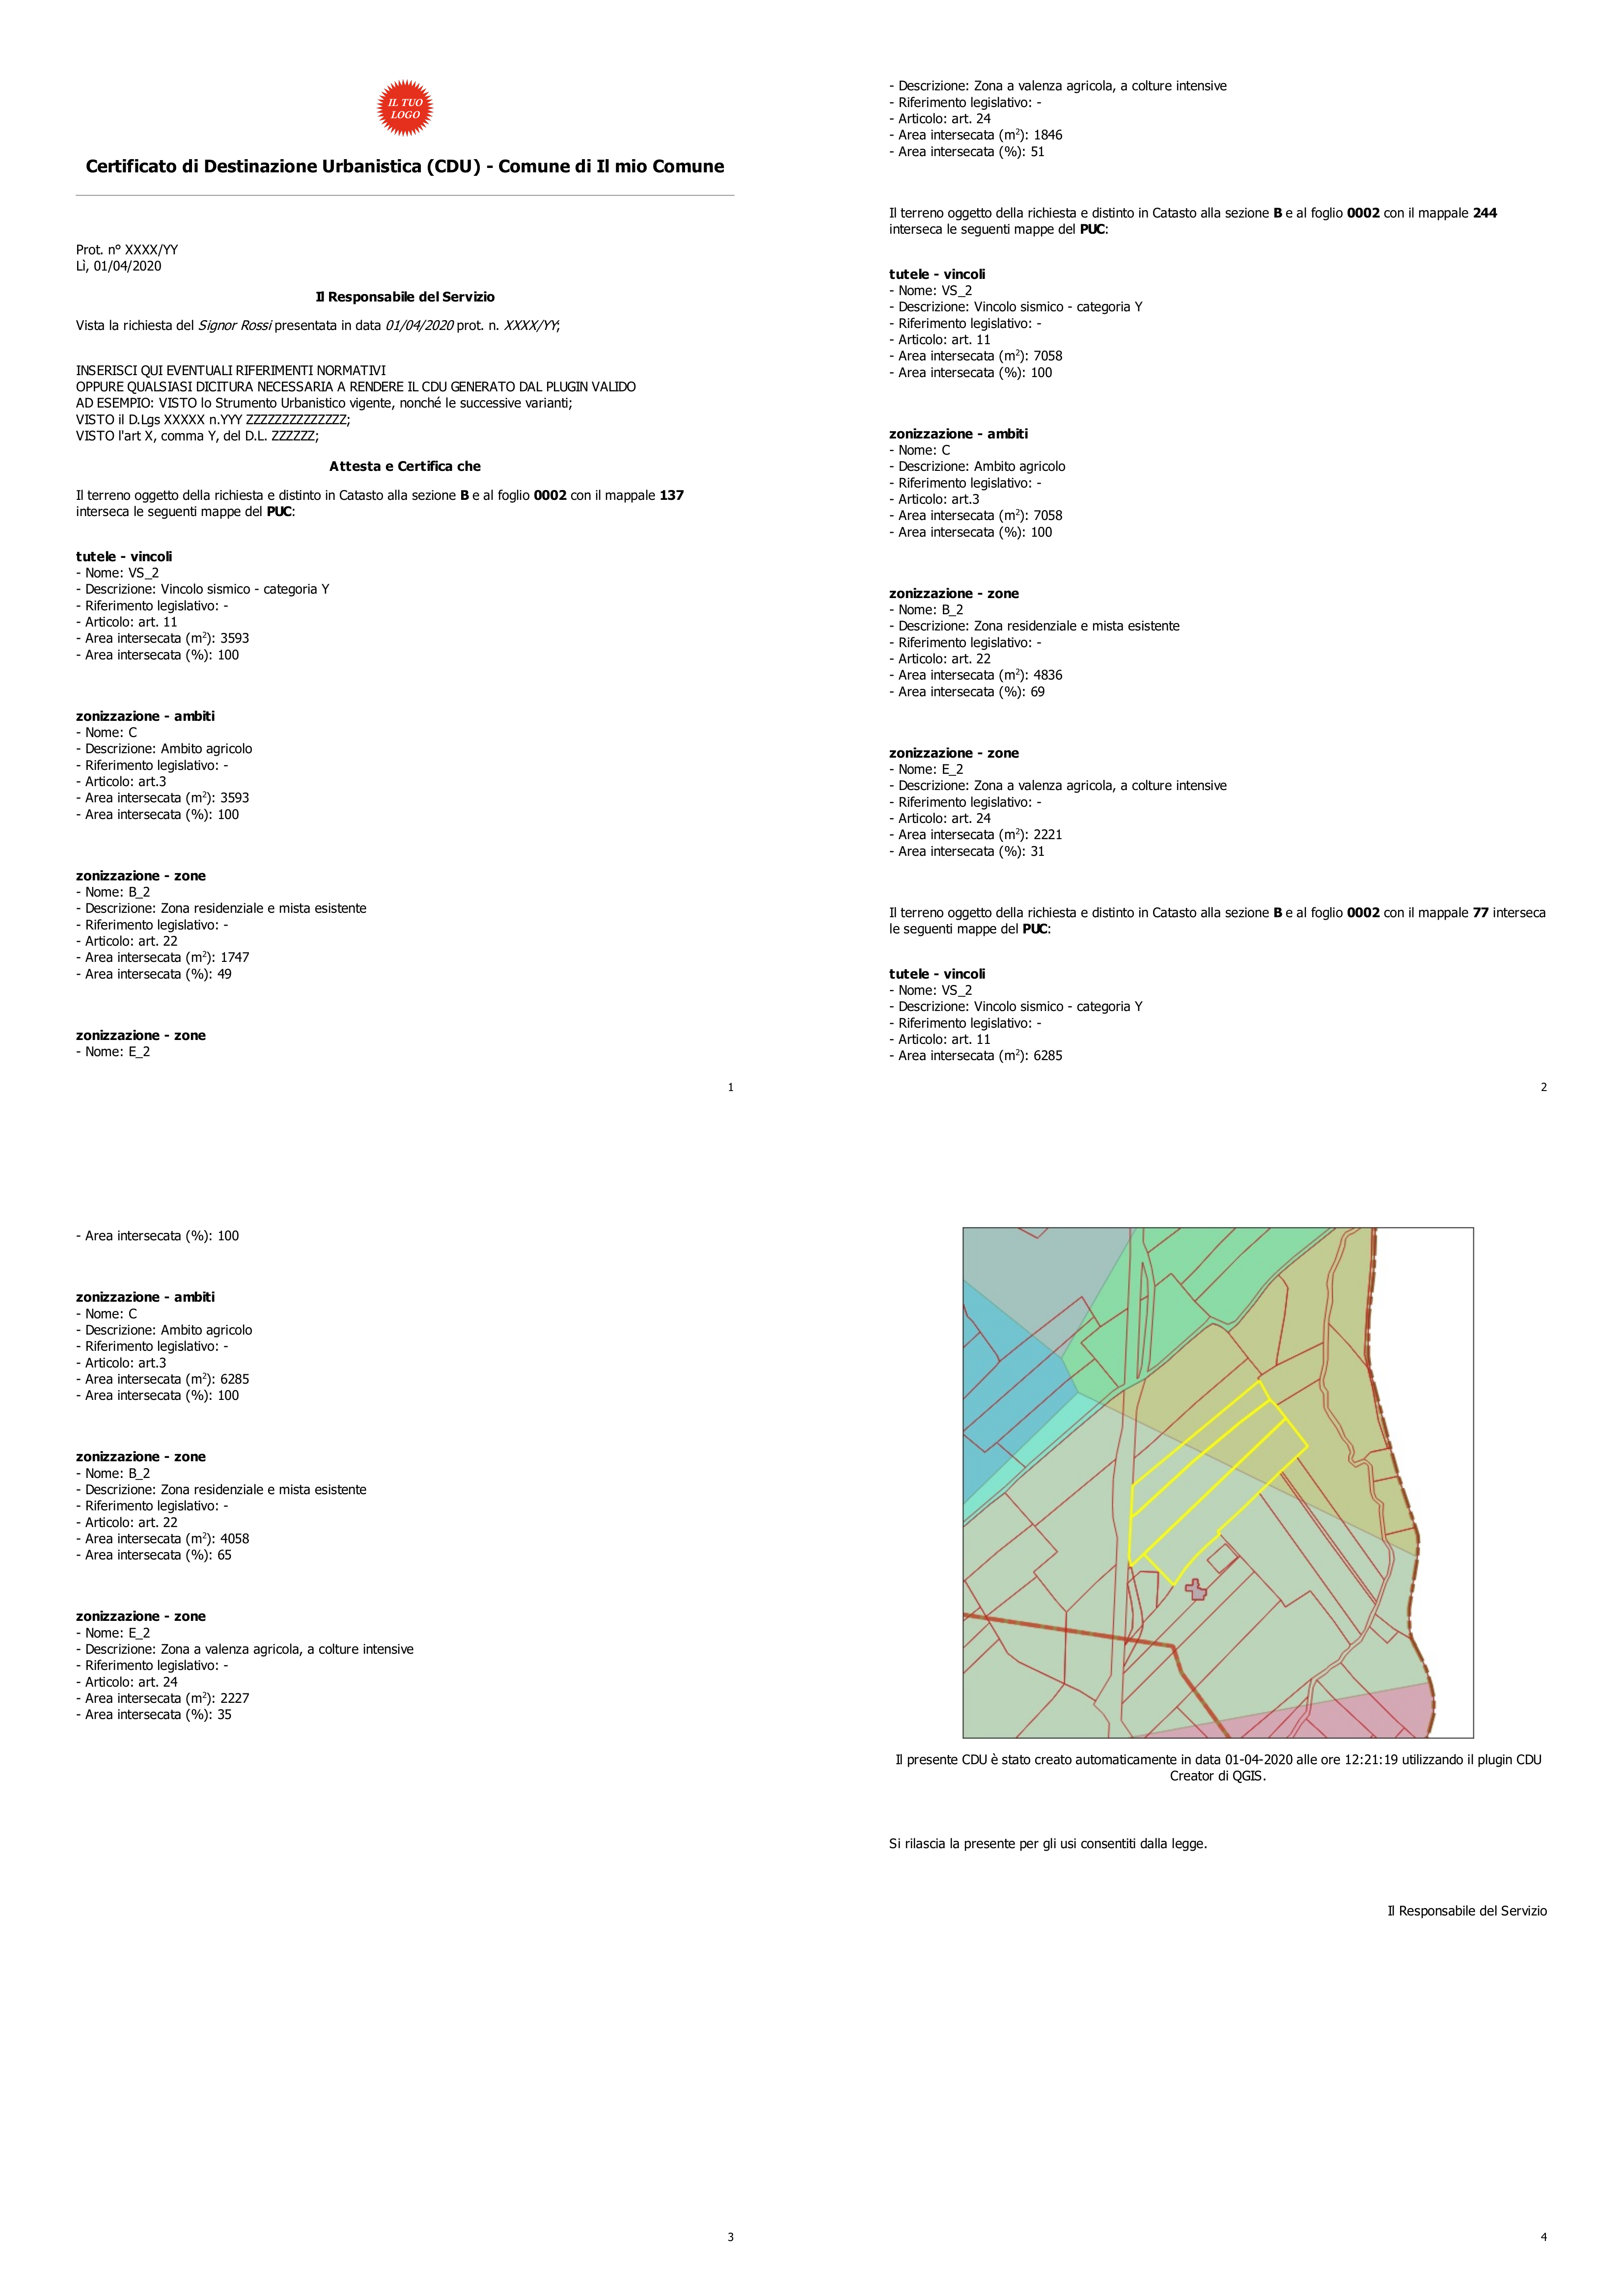 IL TUO
LOGO
Certificato di Destinazione Urbanistica (CDU) - Comune di Il mio Comune
Prot. n° XXXX/YY
Lì, 01/04/2020
Il Responsabile del Servizio
Vista la richiesta del Signor Rossi presentata in data 01/04/2020 prot. n. XXXX/YY;
INSERISCI QUI EVENTUALI RIFERIMENTI NORMATIVI
OPPURE QUALSIASI DICITURA NECESSARIA A RENDERE IL CDU GENERATO DAL PLUGIN VALIDO
AD ESEMPIO: VISTO lo Strumento Urbanistico vigente, nonché le successive varianti;
VISTO il D.Lgs XXXXX n.YYY ZZZZZZZZZZZZZZ;
VISTO l'art X, comma Y, del D.L. ZZZZZZ;
Attesta e Certifica che
Il terreno oggetto della richiesta e distinto in Catasto alla sezione B e al foglio 0002 con il mappale 137
interseca le seguenti mappe del PUC:
tutele - vincoli
- Nome: VS_2
- Descrizione: Vincolo sismico - categoria Y
- Riferimento legislativo: -
- Articolo: art. 11
- Area intersecata (m²): 3593
- Area intersecata (%): 100
zonizzazione - ambiti
- Nome: C
- Descrizione: Ambito agricolo
- Riferimento legislativo: -
- Articolo: art.3
- Area intersecata (m²): 3593
- Area intersecata (%): 100
zonizzazione - zone
- Nome: B_2
- Descrizione: Zona residenziale e mista esistente
- Riferimento legislativo: -
- Articolo: art. 22
- Area intersecata (m²): 1747
- Area intersecata (%): 49
zonizzazione - zone
- Nome: E_2
1
- Descrizione: Zona a valenza agricola, a colture intensive
- Riferimento legislativo: -
- Articolo: art. 24
- Area intersecata (m²): 1846
- Area intersecata (%): 51
Il terreno oggetto della richiesta e distinto in Catasto alla sezione B e al foglio 0002 con il mappale 244
interseca le seguenti mappe del PUC:
tutele - vincoli
- Nome: VS_2
- Descrizione: Vincolo sismico - categoria Y
- Riferimento legislativo: -
- Articolo: art. 11
- Area intersecata (m²): 7058
- Area intersecata (%): 100
zonizzazione - ambiti
- Nome: C
- Descrizione: Ambito agricolo
- Riferimento legislativo: -
- Articolo: art.3
- Area intersecata (m²): 7058
- Area intersecata (%): 100
zonizzazione - zone
- Nome: B_2
- Descrizione: Zona residenziale e mista esistente
- Riferimento legislativo: -
- Articolo: art. 22
- Area intersecata (m²): 4836
- Area intersecata (%): 69
zonizzazione - zone
- Nome: E_2
- Descrizione: Zona a valenza agricola, a colture intensive
- Riferimento legislativo: -
- Articolo: art. 24
- Area intersecata (m²): 2221
- Area intersecata (%): 31
Il terreno oggetto della richiesta e distinto in Catasto alla sezione B e al foglio 0002 con il mappale 77 interseca
le seguenti mappe del PUC:
tutele - vincoli
- Nome: VS_2
- Descrizione: Vincolo sismico - categoria Y
- Riferimento legislativo: -
- Articolo: art. 11
- Area intersecata (m²): 6285
2
- Area intersecata (%): 100
zonizzazione - ambiti
- Nome: C
- Descrizione: Ambito agricolo
- Riferimento legislativo: -
- Articolo: art.3
- Area intersecata (m²): 6285
- Area intersecata (%): 100
zonizzazione - zone
- Nome: B_2
- Descrizione: Zona residenziale e mista esistente
- Riferimento legislativo: -
- Articolo: art. 22
- Area intersecata (m²): 4058
- Area intersecata (%): 65
zonizzazione - zone
- Nome: E_2
- Descrizione: Zona a valenza agricola, a colture intensive
- Riferimento legislativo: -
- Articolo: art. 24
- Area intersecata (m²): 2227
- Area intersecata (%): 35
3
Il presente CDU è stato creato automaticamente in data 01-04-2020 alle ore 12:21:19 utilizzando il plugin CDU
Creator di QGIS.
Si rilascia la presente per gli usi consentiti dalla legge.
Il Responsabile del Servizio
4